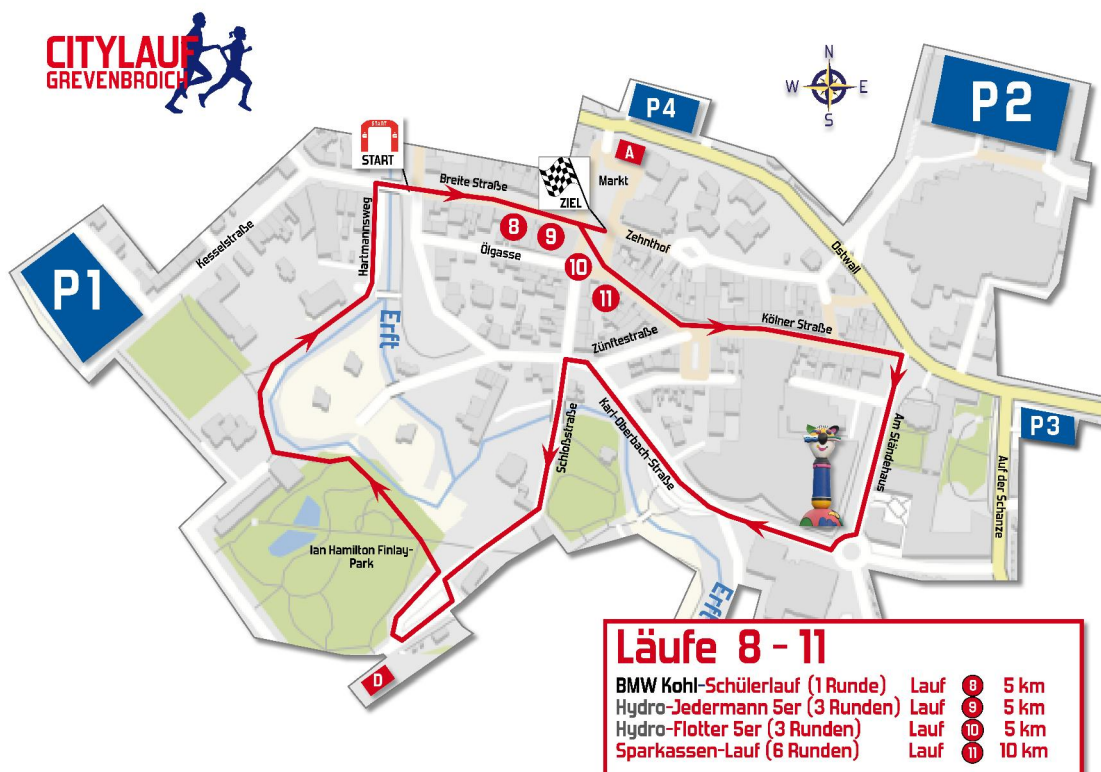 CITYLAUF
GREVENBROICH
N
W E
S
P4
P2
START
START
A
Breite Straße
ZIEL
Markt
Kesselstraße
Hartmannsweg
8
9
Zehnthof
Ölgasse
10
Ostwall
P1
11
Erft
Kölner Straße
Zünftestraße
Schloßstraße
Karl-Oberbach-Straße
Am Ständehaus
P3
Auf der Schanze
Ian Hamilton Finlay-
Park
Erft
D
Läufe 8 - 11
BMW Kohl-Schülerlauf (1 Runde) Lauf 8 5 km
Hydro-Jedermann 5er (3 Runden) Lauf 9 5 km
Hydro-Flotter 5er (3 Runden) Lauf 10 5 km
Sparkassen-Lauf (6 Runden) Lauf 11 10 km